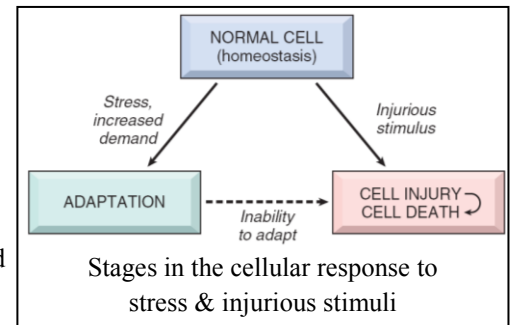 NORMAL CELL
(homeostasis)
Stress,
increased
demand
Injurious
stimulus
ADAPTATION
Inability
to adapt
CELL INJURY
CELL DEATH
d
Stages in the cellular response to
stress & injurious stimuli